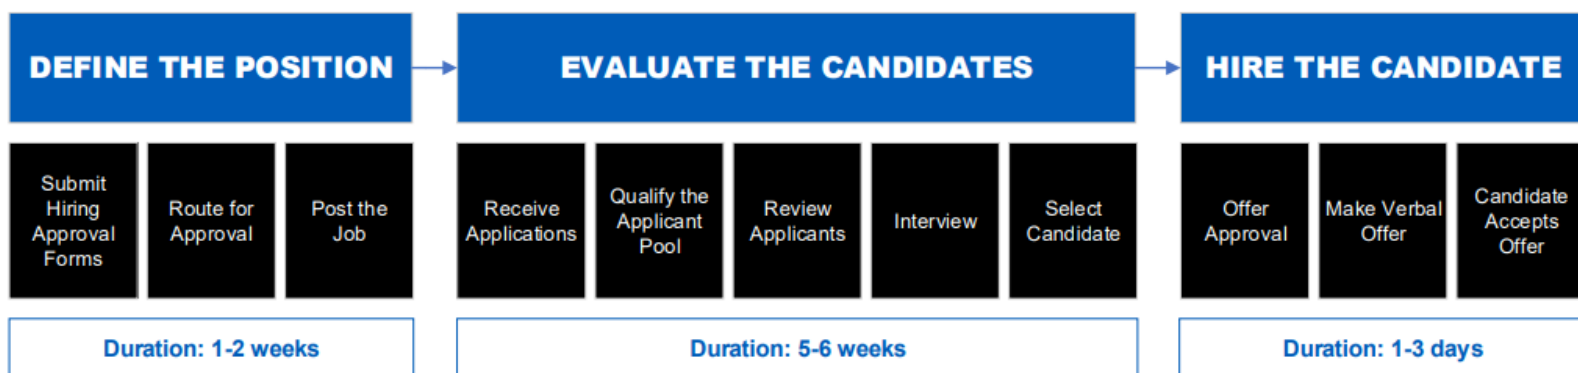 DEFINE THE POSITION
EVALUATE THE CANDIDATES
HIRE THE CANDIDATE
Submit
Hiring
Approval
Forms
Route for
Approval
Post the
Job
Receive
Applications
Qualify the
Applicant
Pool
Review
Applicants
Interview
Select
Candidate
Offer
Approval
Make Verbal
Offer
Candidate
Accepts
Offer
Duration: 1-2 weeks
Duration: 5-6 weeks
Duration: 1-3 days